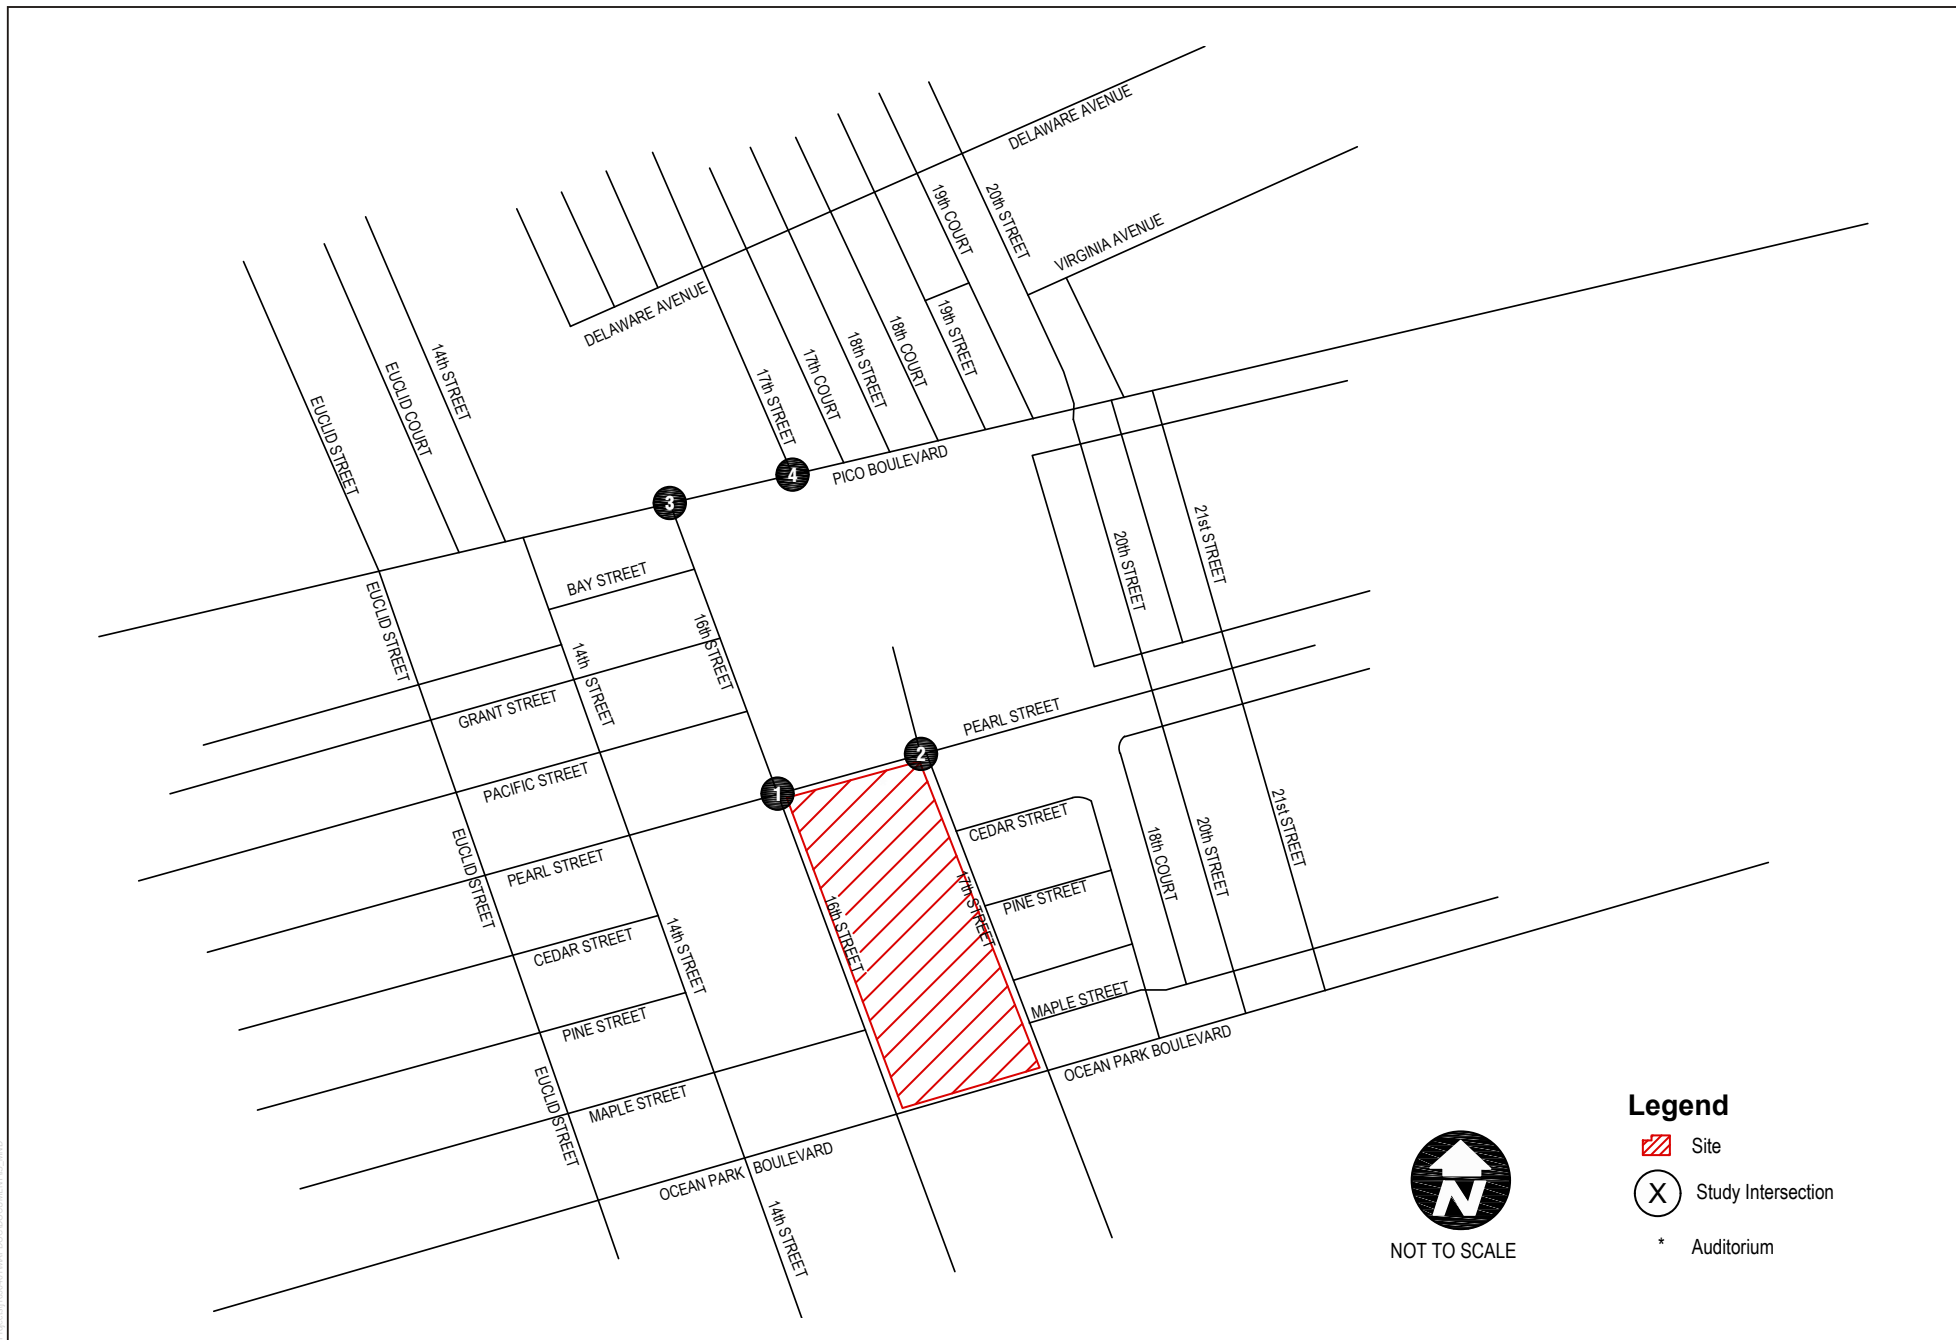 DELAWARE AVENUE
19th COURT
20th STREET
VIRGINIA AVENUE
DELAWARE AVENUE
14th STREET
EUCLID COURT
EUCLID STREET
17th STREET
17th COURT
18th STREET
18th COURT
19th STREET
4
PICO BOULEVARD
3
21st STREET
20th STREET
BAY STREET
EUCLID STREET
16th STREET
14th STREET
GRANT STREET
PEARL STREET
2
PACIFIC STREET
1
CEDAR STREET
18th COURT
20th STREET
21st STREET
EUCLID STREET
PEARL STREET
17th STREET
PINE STREET
16th STREET
CEDAR STREET
14th STREET
MAPLE STREET
PINE STREET
OCEAN PARK BOULEVARD
EUCLID STREET
MAPLE STREET
OCEAN PARK BOULEVARD
14th STREET
N
NOT TO SCALE
Legend
Site
X Study Intersection
* Auditorium